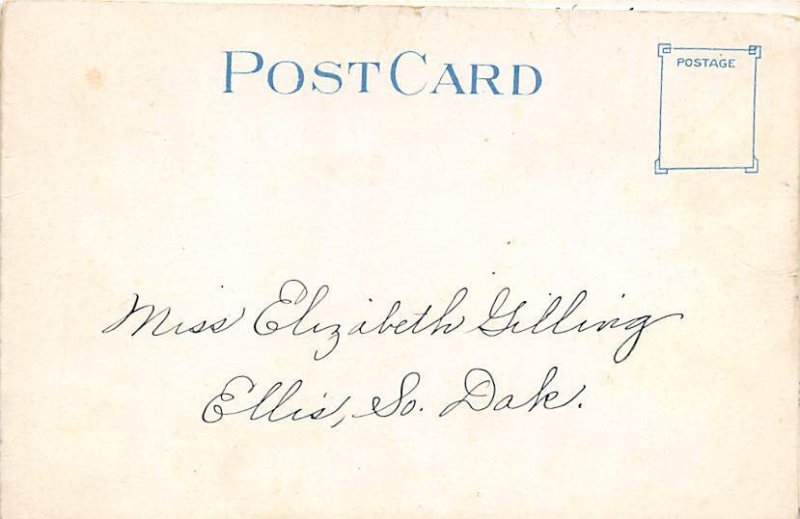 POST CARD
POSTAGE
Miss Elizabeth Gilling
Ellis, So. Dak.